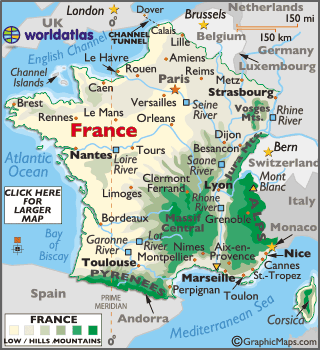 London
Dover
Brussels
Netherlands
150 mi
150 km
UK
worldatlas
CHANNEL
TUNNEL
Calais
Belgium
Germany
English Channel
Lille
Luxembourg
Le Havre
Amiens
Channel
Islands
Rouen
Reims
Metz
Caen
Paris
Strasbourg
Brest
Versailles
Seine
River
Vosges
Mts.
Rhine
River
Rennes
Le Mans
Orleans
France
Dijon
Bern
Nantes
Tours
Besancon
Loire
River
Saone
River
Jura Mts.
Switzerland
Atlantic
Ocean
Clermont
Ferrand
Lyon
Mont
Blanc
CLICK HERE
FOR
LARGER
MAP
Limoges
Rhone
River
Italy
Massif
Central
Grenoble
ALPS
Bordeaux
Lot
River
Monaco
Bay
of
Biscay
Garonne
River
Nimes
Aix-en-
Provence
Nice
Toulouse
Montpellier
Cannes
St.-Tropez
Marseille
PYRENEES
Perpignan
Toulon
Spain
PRIME
MERIDIAN
Andorra
Mediterranean Sea
Corsica
FRANCE
LOW / HILLS / MOUNTAINS
©GraphicMaps.com